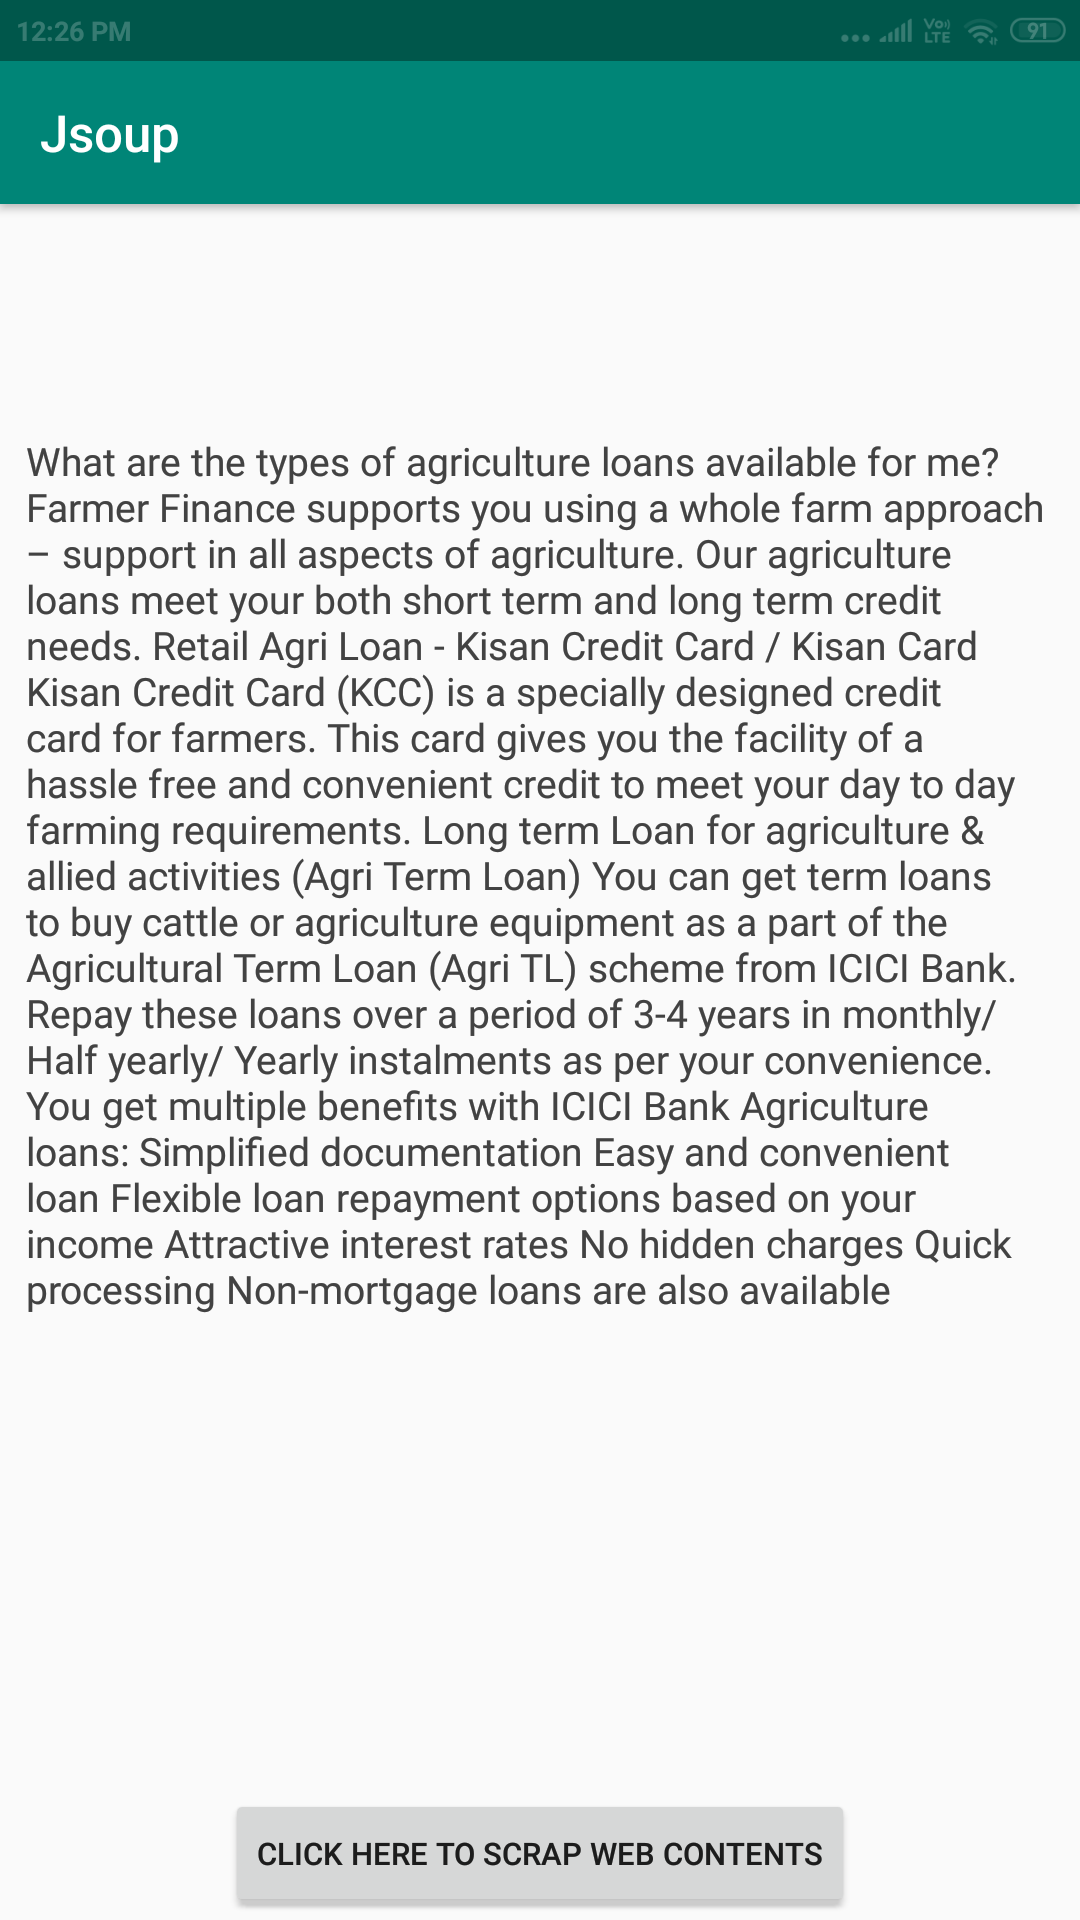 12:26 PM
Vo)) LTE 91
Jsoup
What are the types of agriculture loans available for me?
Farmer Finance supports you using a whole farm approach
– support in all aspects of agriculture. Our agriculture
loans meet your both short term and long term credit
needs. Retail Agri Loan - Kisan Credit Card / Kisan Card
Kisan Credit Card (KCC) is a specially designed credit
card for farmers. This card gives you the facility of a
hassle free and convenient credit to meet your day to day
farming requirements. Long term Loan for agriculture &
allied activities (Agri Term Loan) You can get term loans
to buy cattle or agriculture equipment as a part of the
Agricultural Term Loan (Agri TL) scheme from ICICI Bank.
Repay these loans over a period of 3-4 years in monthly/
Half yearly/ Yearly instalments as per your convenience.
You get multiple benefits with ICICI Bank Agriculture
loans: Simplified documentation Easy and convenient
loan Flexible loan repayment options based on your
income Attractive interest rates No hidden charges Quick
processing Non-mortgage loans are also available
CLICK HERE TO SCRAP WEB CONTENTS